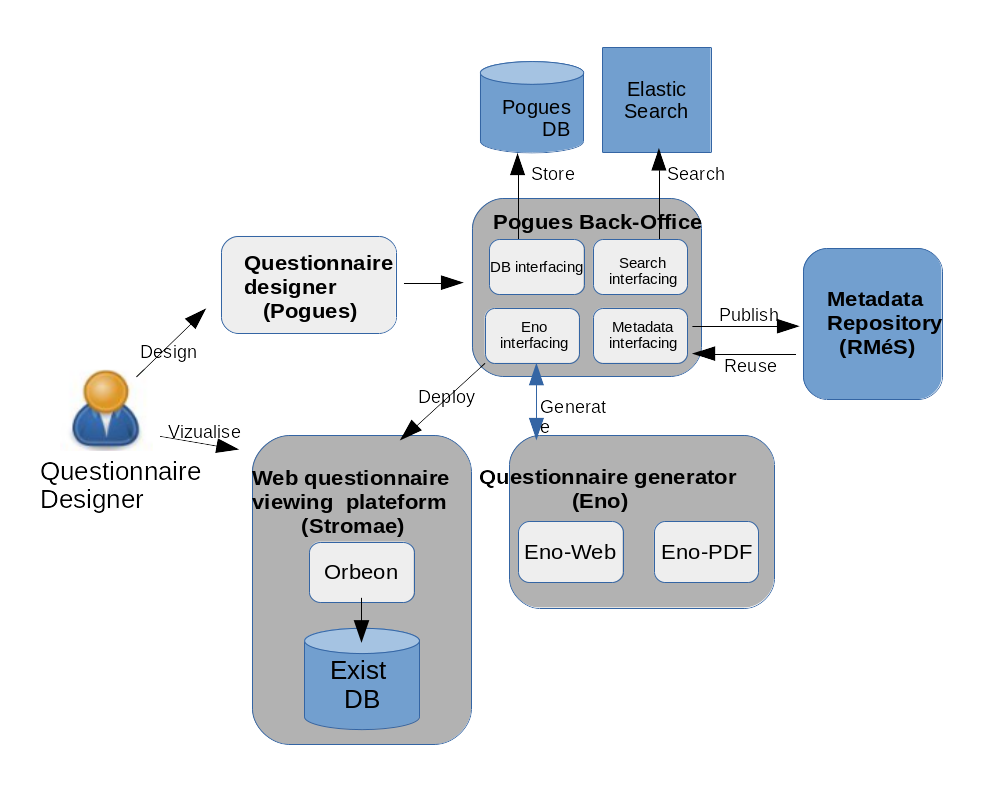 Pogues
DB
Elastic
Search
Store
Search
Pogues Back-Office
DB interfacing
Search
interfacing
Eno
interfacing
Metadata
interfacing
Questionnaire
designer
(Pogues)
Publish
Reuse
Metadata
Repository
(RMéS)
Design
Vizualise
Questionnaire
Designer
Deploy
Generat
e
Web questionnaire
viewing plateform
(Stromae)
Orbeon
Exist
DB
Questionnaire generator
(Eno)
Eno-Web
Eno-PDF